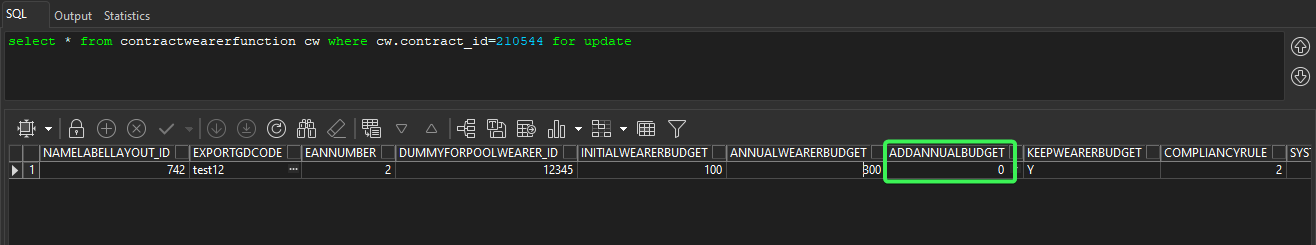 SQL Output Statistics
select * from contractwearerfunction cw where cw.contract_id=210544 for update
NAMELABELLAYOUT_ID EXPORTGDCODE EANNUMBER DUMMYFORPOOLWEARER_ID INITIALWEARERBUDGET ANNUALWEARERBUDGET ADDANNUALBUDGET KEEPWEARERBUDGET COMPLIANCYRULE SYST
1 742 test12 ... 2 12345 100 300 0 Y 2